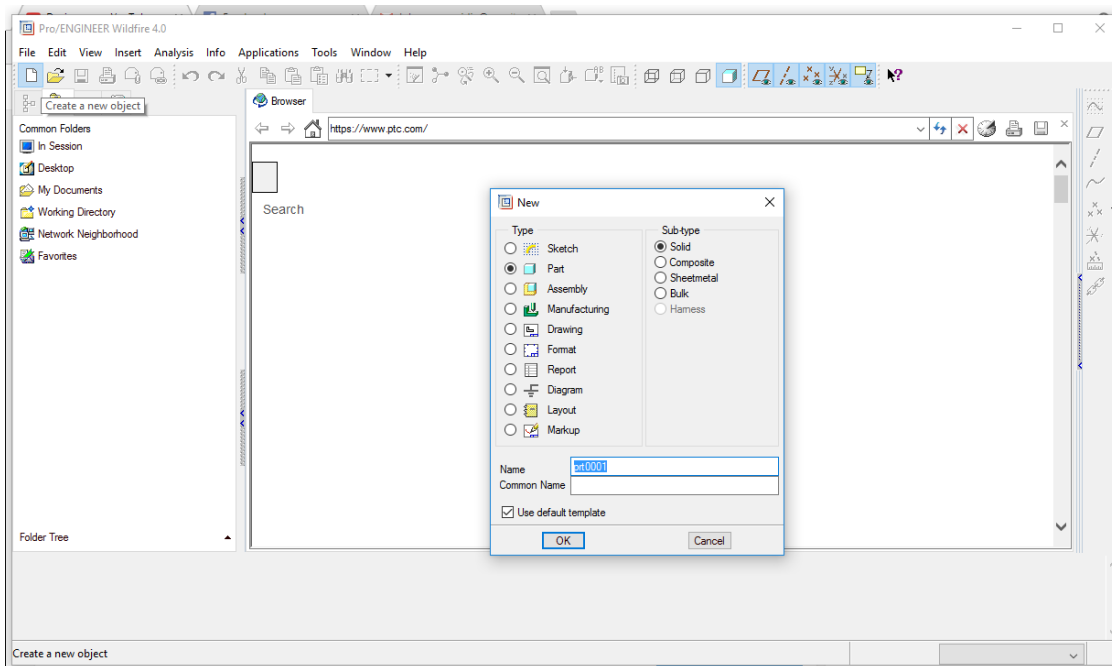 Pro/ENGINEER Wildfire 4.0
File Edit View Insert Analysis Info Applications Tools Window Help
Create a new object
Browser
Common Folders
https://www.ptc.com/
In Session
Desktop
My Documents
Working Directory
Network Neighborhood
Favorites
Search
New
Type
Sketch
Part
Assembly
Manufacturing
Drawing
Format
Report
Diagram
Layout
Markup
Sub-type
Solid
Composite
Sheetmetal
Bulk
Harness
Name prt0001
Common Name
Use default template
OK Cancel
Folder Tree
Create a new object